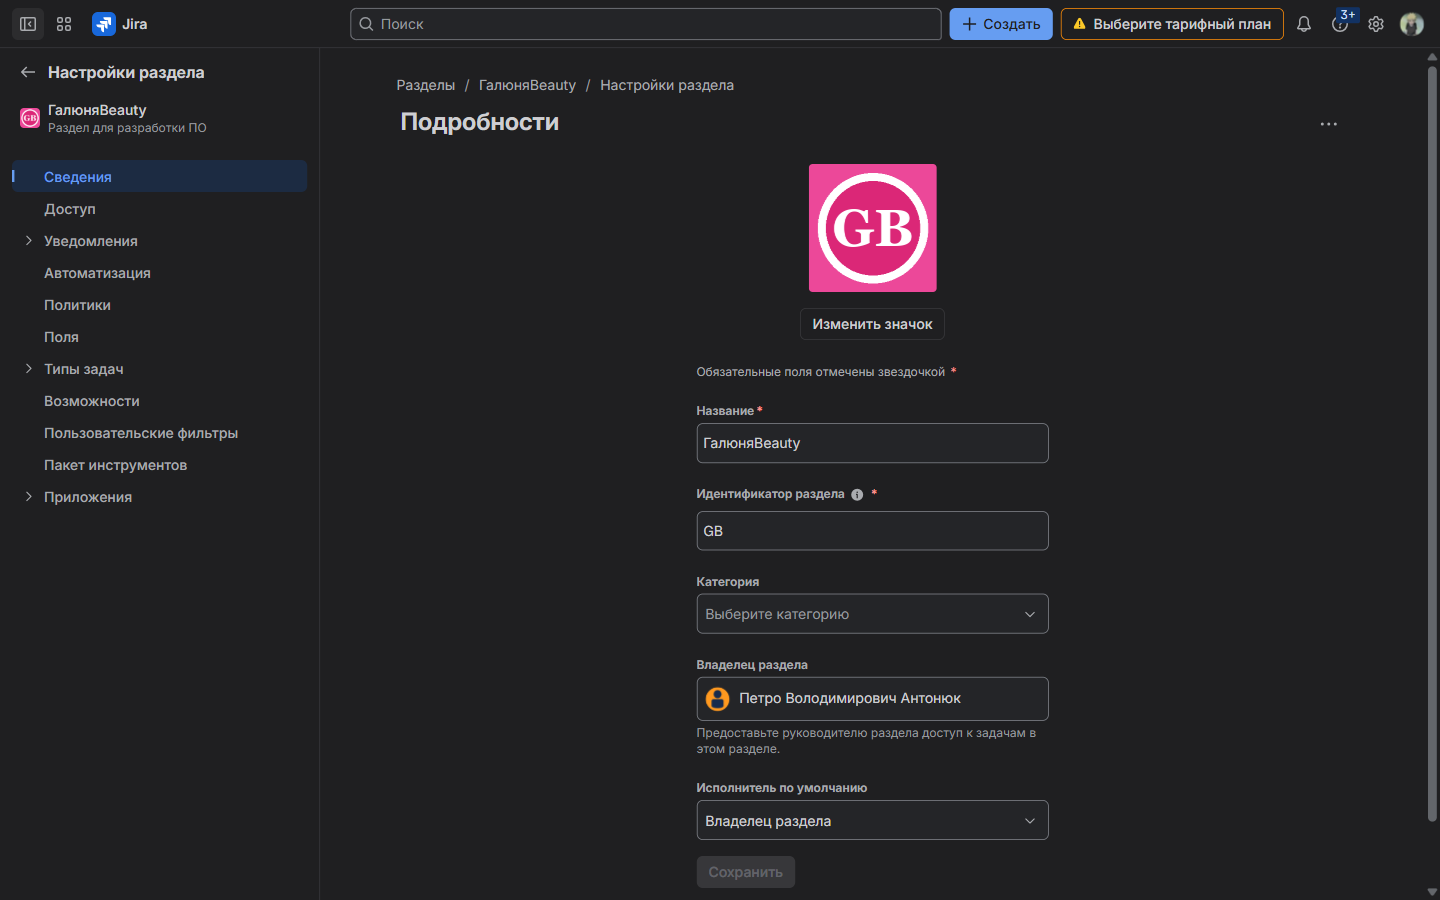 Jira
Поиск
Создать
Выберите тарифный план
3+
Настройки раздела
GB
ГалюняBeauty
Раздел для разработки ПО
Сведения
Доступ
Уведомления
Автоматизация
Политики
Поля
Типы задач
Возможности
Пользовательские фильтры
Пакет инструментов
Приложения
Разделы / ГалюняBeauty / Настройки раздела
Подробности
GB
Изменить значок
Обязательные поля отмечены звездочкой *
Название *
ГалюняBeauty
Идентификатор раздела *
GB
Категория
Выберите категорию
Владелец раздела
Петро Володимирович Антонюк
Предоставьте руководителю раздела доступ к задачам в
этом разделе.
Исполнитель по умолчанию
Владелец раздела
Сохранить